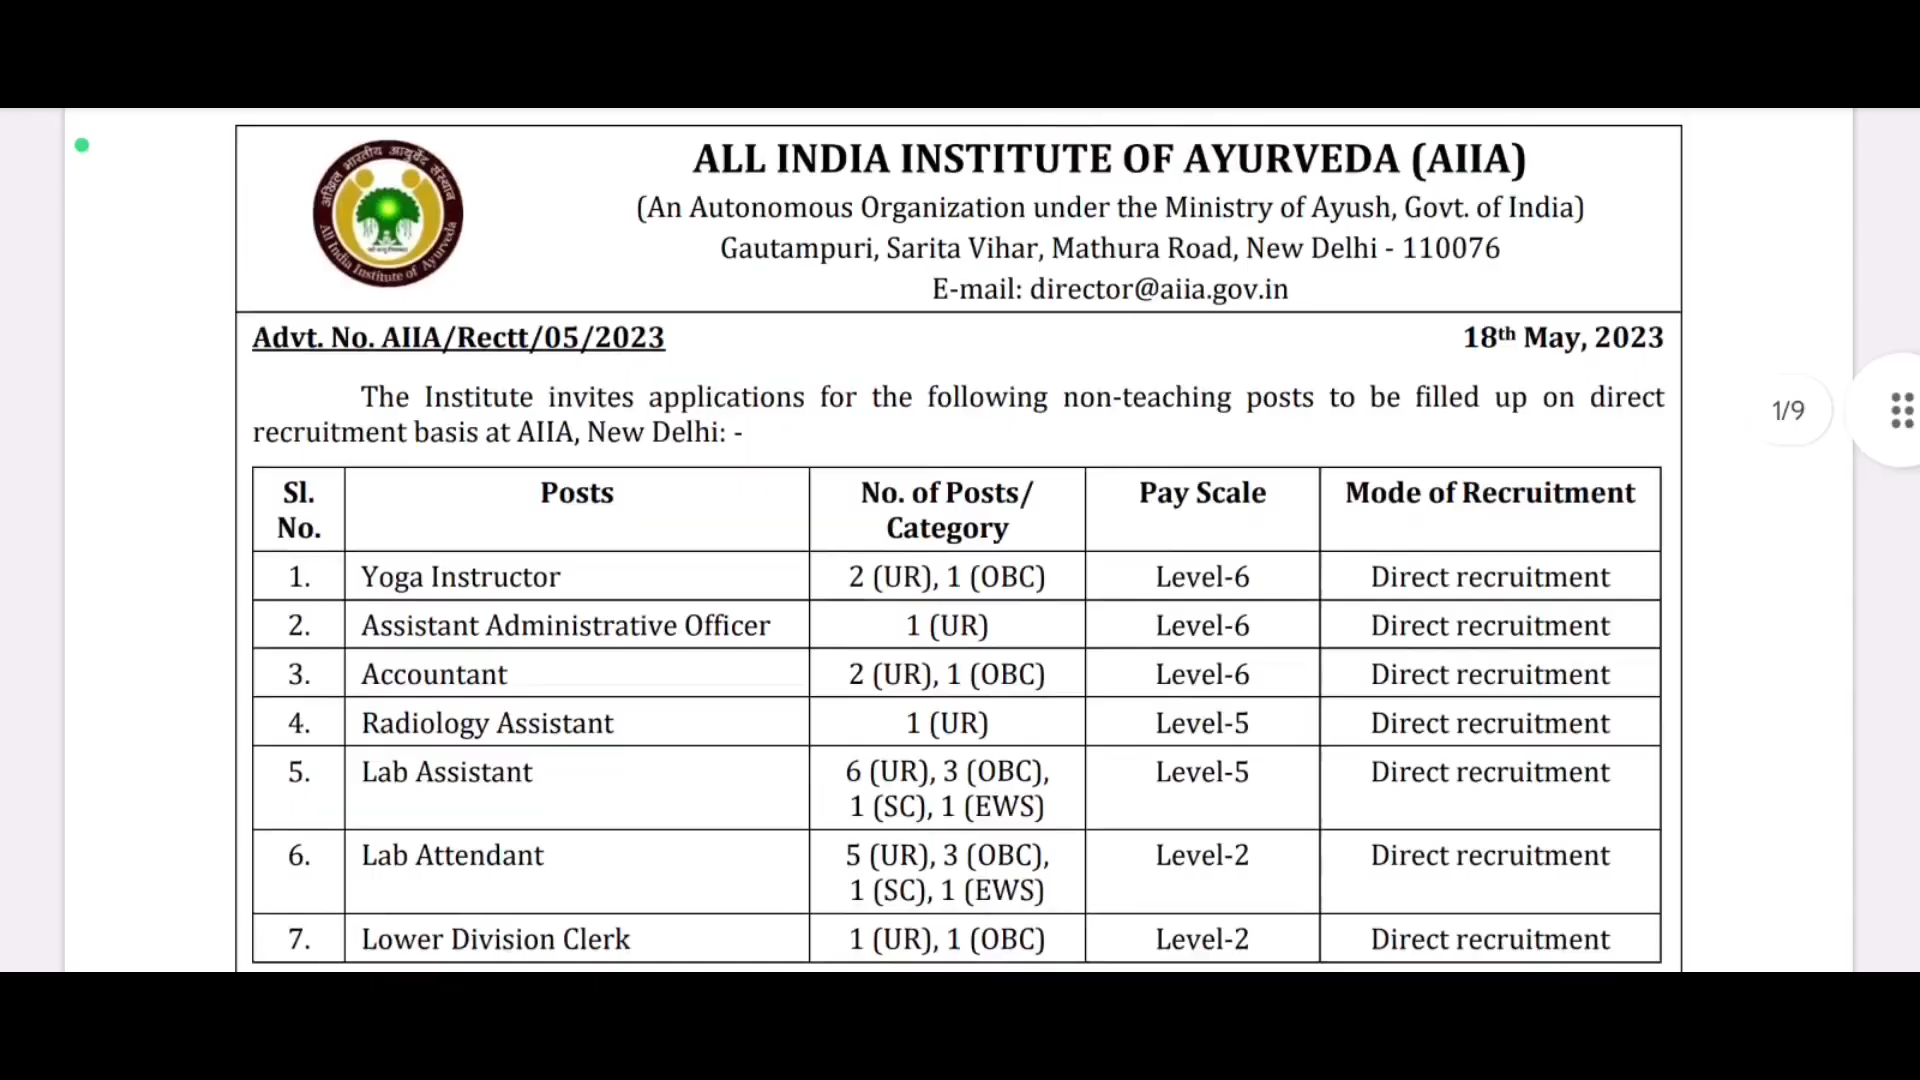 अखिल भारतीय आयुर्वेद संस्थान
All India Institute of Ayurveda
ALL INDIA INSTITUTE OF AYURVEDA (AIIA)
(An Autonomous Organization under the Ministry of Ayush, Govt. of India)
Gautampuri, Sarita Vihar, Mathura Road, New Delhi - 110076
E-mail: director@aiia.gov.in
Advt. No. AIIA/Rectt/05/2023 18th May, 2023
The Institute invites applications for the following non-teaching posts to be filled up on direct
recruitment basis at AIIA, New Delhi: -
1/9
Sl. Posts No. of Posts/ Pay Scale Mode of Recruitment
No. Category
1. Yoga Instructor 2 (UR), 1 (OBC) Level-6 Direct recruitment
2. Assistant Administrative Officer 1 (UR) Level-6 Direct recruitment
3. Accountant 2 (UR), 1 (OBC) Level-6 Direct recruitment
4. Radiology Assistant 1 (UR) Level-5 Direct recruitment
5. Lab Assistant 6 (UR), 3 (OBC), Level-5 Direct recruitment
1 (SC), 1 (EWS)
6. Lab Attendant 5 (UR), 3 (OBC), Level-2 Direct recruitment
1 (SC), 1 (EWS)
7. Lower Division Clerk 1 (UR), 1 (OBC) Level-2 Direct recruitment